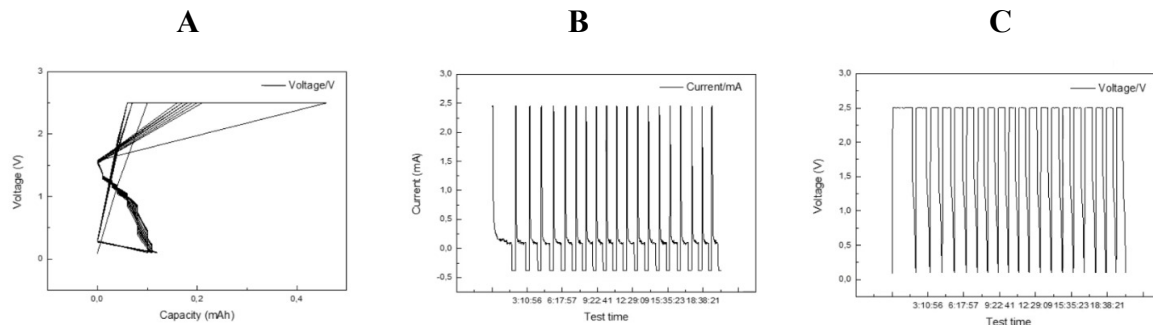 A
B
C
3
2
1
0
Voltage (V)
Voltage/V
0,0
0,2
0,4
Capacity (mAh)
3,0
2,5
2,0
1,5
1,0
0,5
0,0
-0,5
Current (mA)
Current/mA
3:10:56 6:17:57 9:22 41 12:29:09 15:35:23 18:38:21
Test time
3,0
2,5
2,0
1,5
1,0
0,5
0,0
Voltage (V)
Voltage/V
3:10:56 6:17:57 9:22 41 12:29:09 15:35:23 18:38:21
Test time